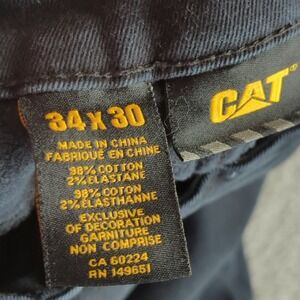 34 X 30
MADE IN CHINA
FABRIQUÉ EN CHINE
98% COTTON
2% ELASTANE
98% COTON
2% ÉLASTHANNE
EXCLUSIVE
OF DECORATION
GARNITURE
NON COMPRISE
CA 60224
RN 149651
CAT®